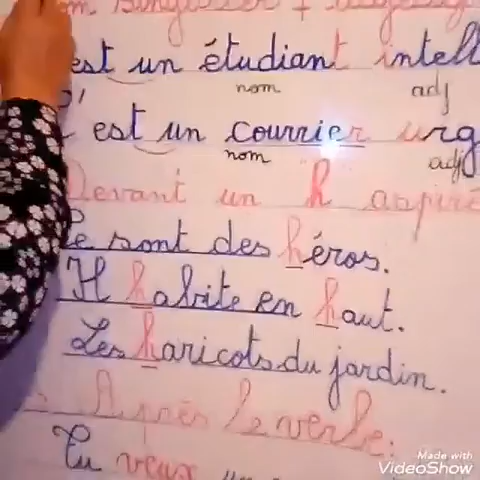 un étudiant
nom adj
est un courrier
nom adj
Devant un h aspiré
Ce sont des héros.
Il habite en haut.
Les haricots du jardin.
Après le verbe:
Tu veux
Made with
VideoShow